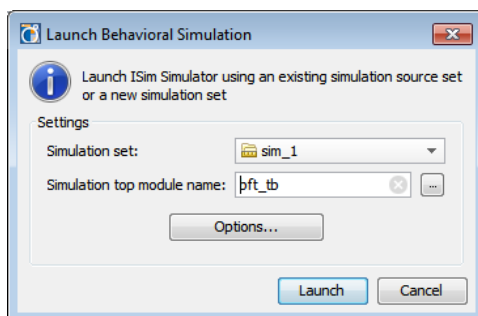 Launch Behavioral Simulation
Launch ISim Simulator using an existing simulation source set
or a new simulation set
Settings
Simulation set: sim_1
Simulation top module name: bft_tb ...
Options...
Launch Cancel